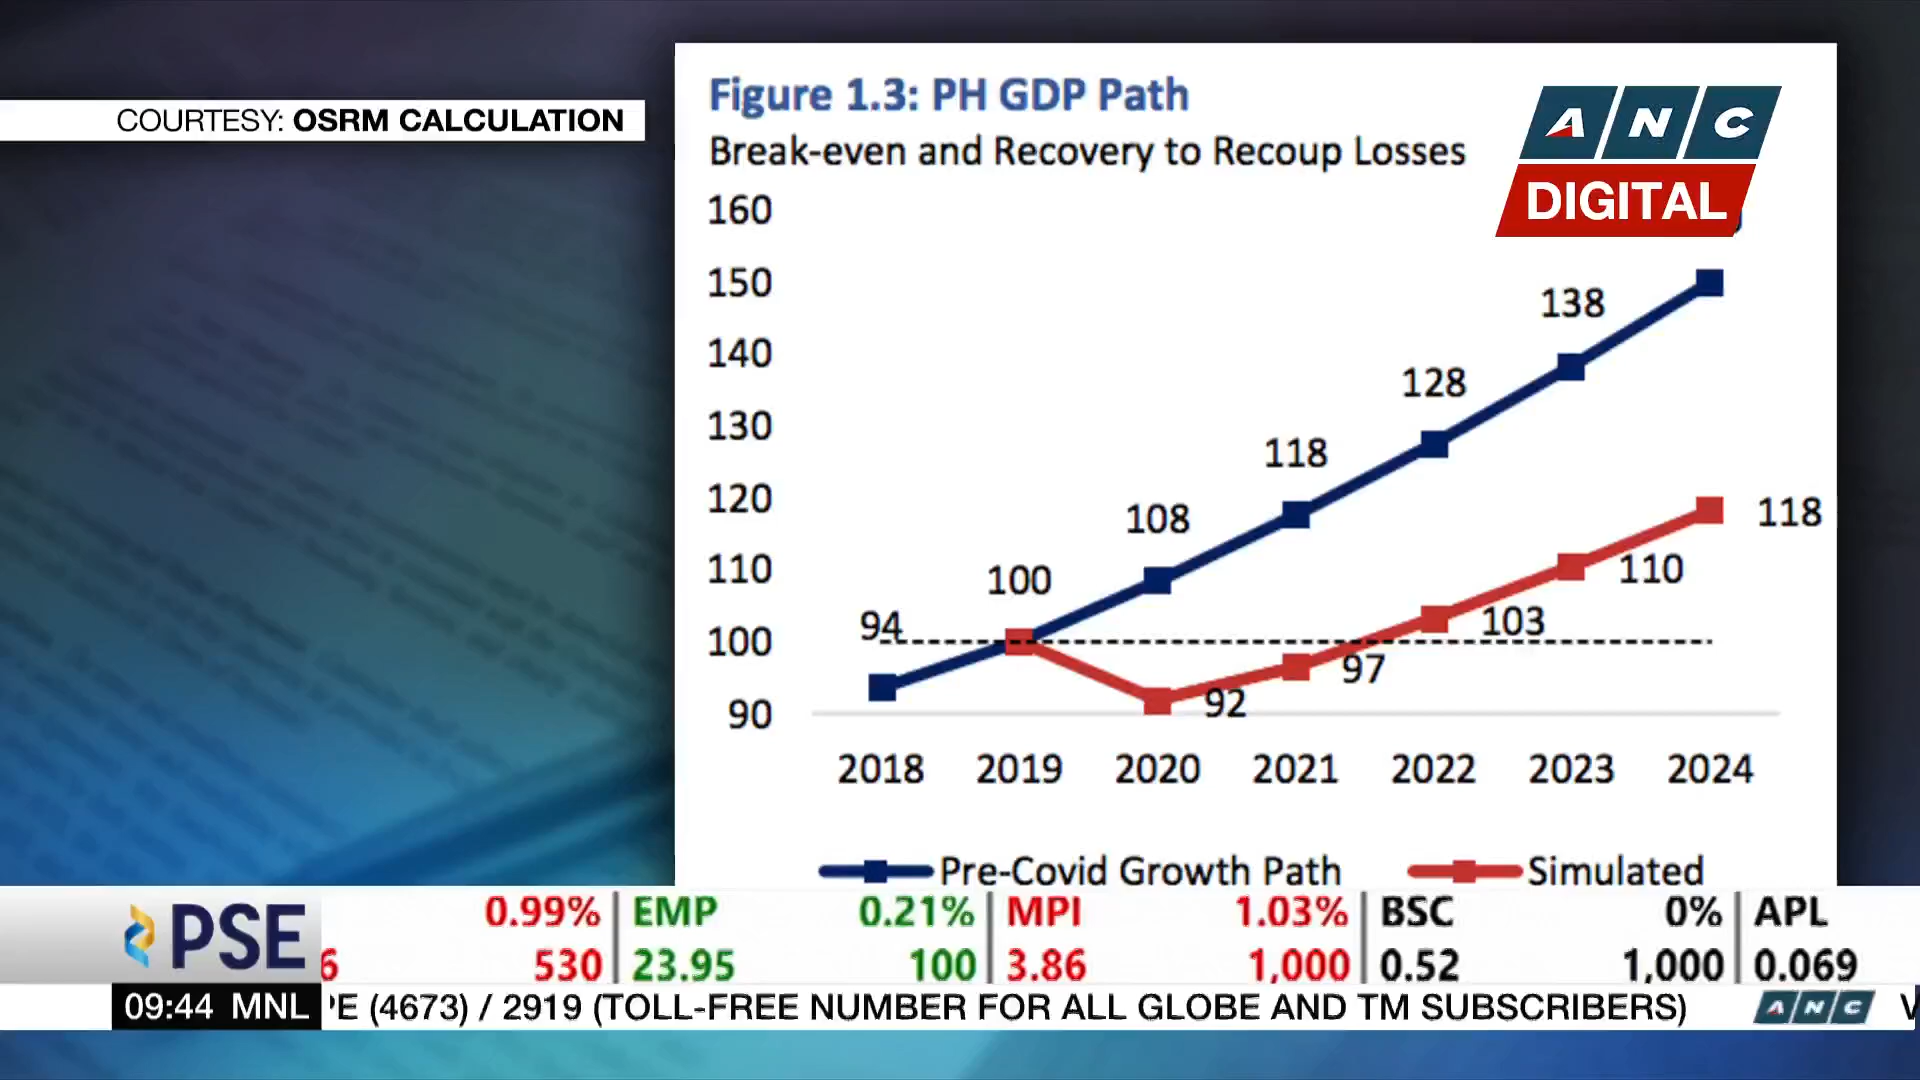 COURTESY: OSRM CALCULATION
Figure 1.3: PH GDP Path
Break-even and Recovery to Recoup Losses
ANC
DIGITAL
160
150
140
130
120
110
100
90
94
100
108
118
128
138
92
97
103
110
118
2018 2019 2020 2021 2022 2023 2024
Pre-Covid Growth Path Simulated
PSE
0.99% EMP 0.21% MPI 1.03% BSC 0% APL
6 530 23.95 100 3.86 1,000 0.52 1,000 0.069
09:44 MNL PE (4673) / 2919 (TOLL-FREE NUMBER FOR ALL GLOBE AND TM SUBSCRIBERS) ANC